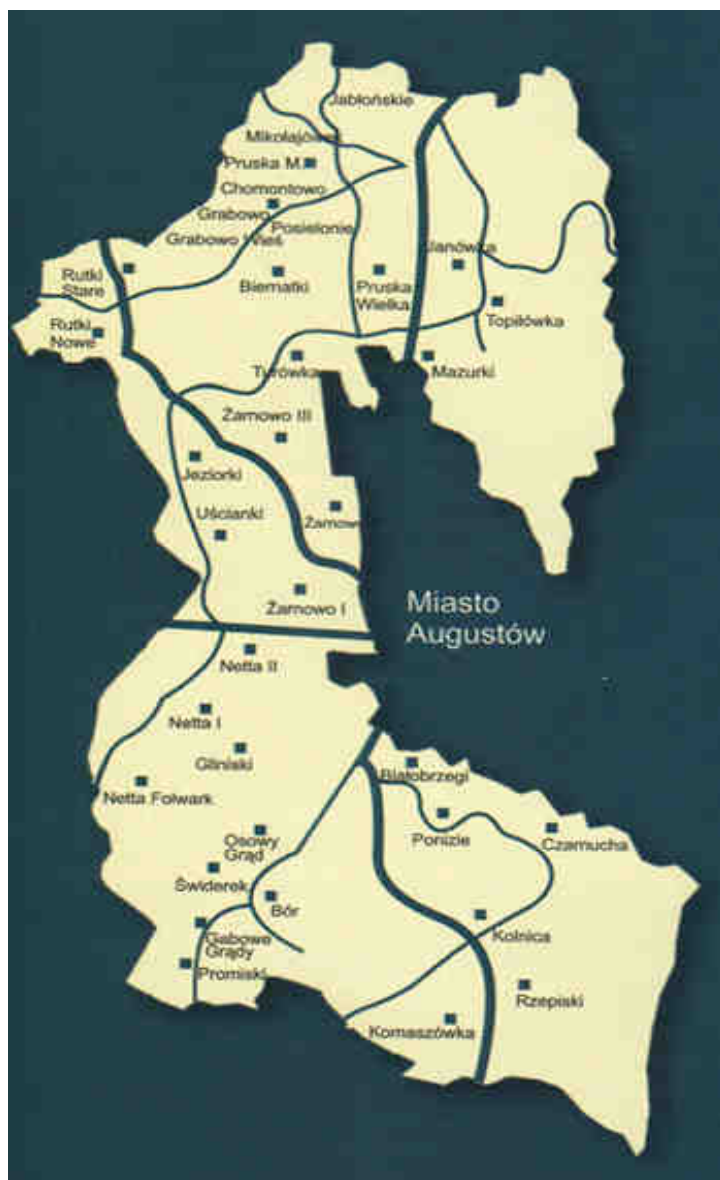 Jabłońskie
Mikołajówek
Pruska M.
Chomontowo
Grabowo
Posielonie
Grabowo Wieś
Janówka
Rutki
Stare
Biernatki
Pruska
Wielka
Topiłówka
Rutki
Nowe
Turówka
Mazurki
Żarnowo III
Jeziorki
Uścianki
Żarnowo
Żarnowo I
Miasto
Augustów
Netta II
Netta I
Gliniski
Białobrzegi
Netta Folwark
Osowy
Grąd
Ponizie
Czarnucha
Świderek
Bór
Gabowe
Grądy
Kolnica
Promiski
Rzepiski
Komaszówka